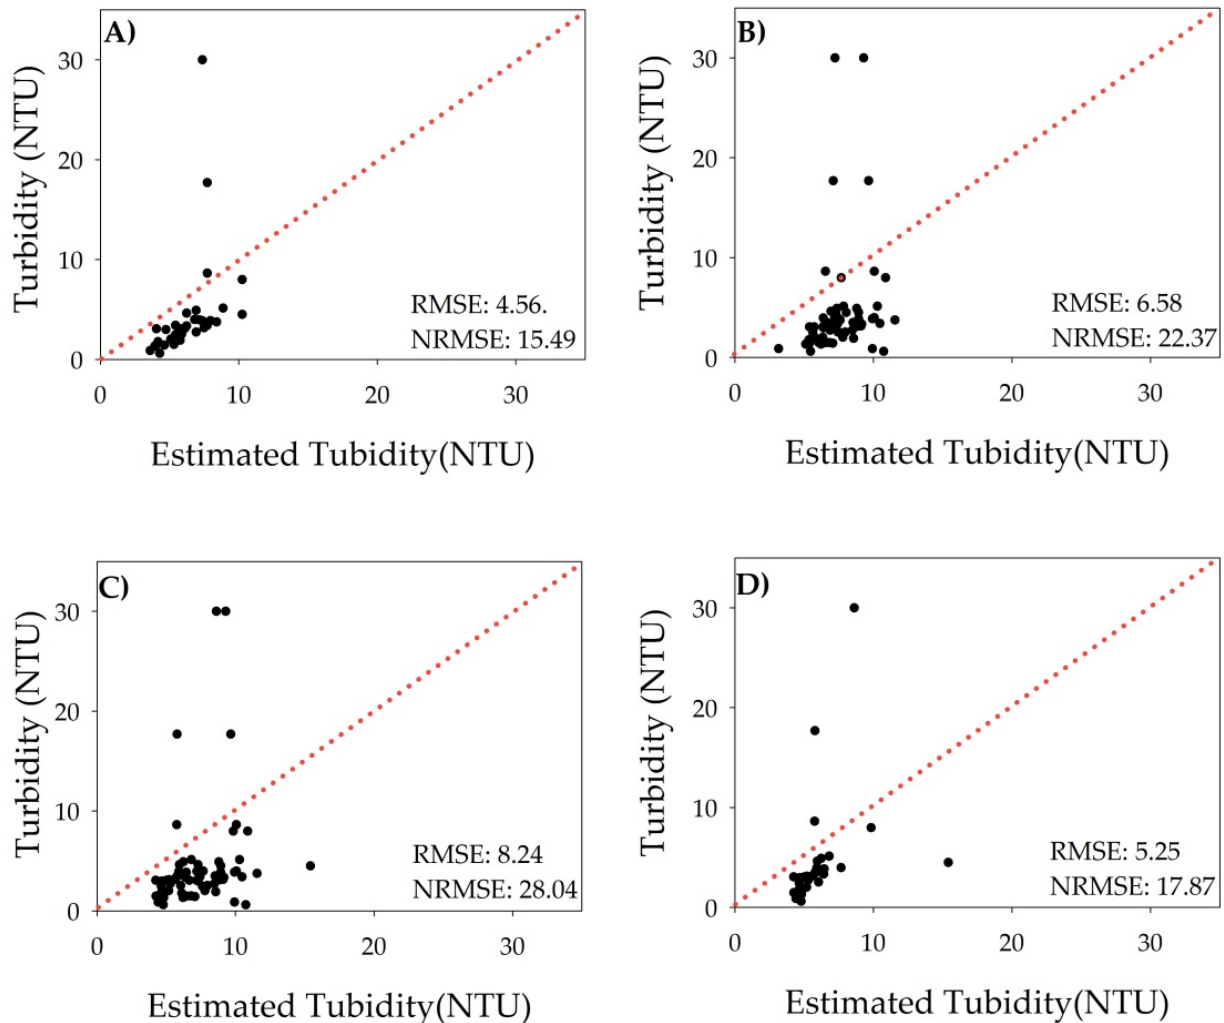 A)
Turbidity (NTU)
30
20
10
0
RMSE: 4.56.
NRMSE: 15.49
0 10 20 30
Estimated Tubidity(NTU)
B)
Turbidity (NTU)
30
20
10
0
RMSE: 6.58
NRMSE: 22.37
0 10 20 30
Estimated Tubidity(NTU)
C)
Turbidity (NTU)
30
20
10
0
RMSE: 8.24
NRMSE: 28.04
0 10 20 30
Estimated Tubidity(NTU)
D)
Turbidity (NTU)
30
20
10
0
RMSE: 5.25
NRMSE: 17.87
0 10 20 30
Estimated Tubidity(NTU)